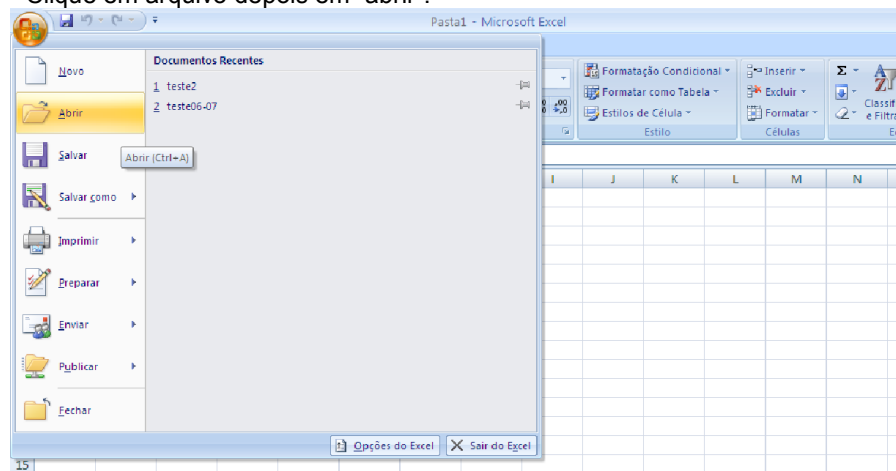 Clique em arquivo depois em "abrir".
Pasta1 - Microsoft Excel
Novo
Abrir
Salvar
Salvar como
Imprimir
Preparar
Enviar
Publicar
Fechar
Documentos Recentes
1 teste2
2 teste06-07
Abrir (Ctrl+A)
Opções do Excel
Sair do Excel
Formatação Condicional
Formatar como Tabela
Estilos de Célula
Estilo
Inserir
Excluir
Formatar
Células
Σ
Classif
e Filtra
I J K L M N
15